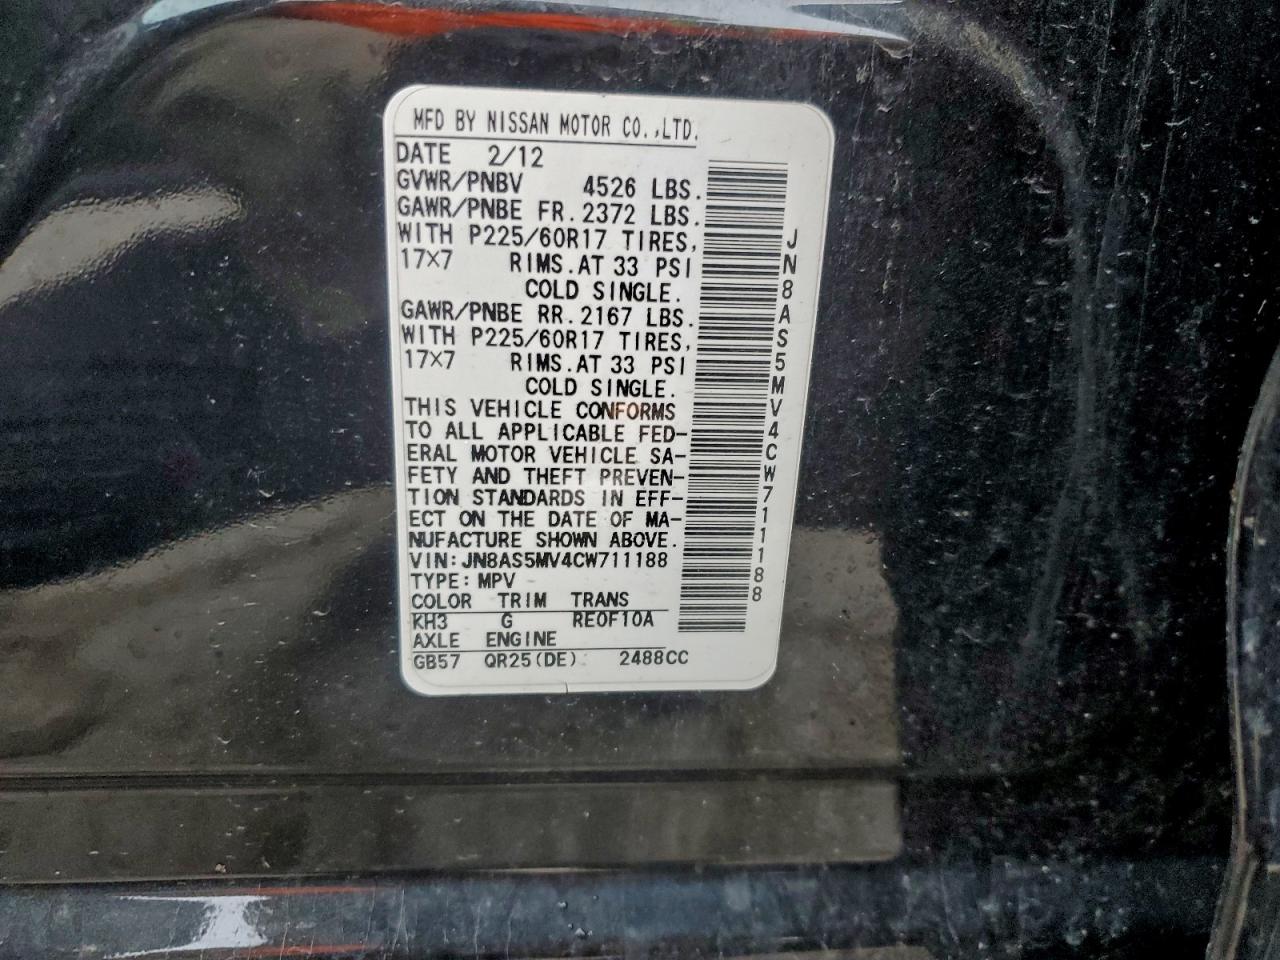 MFD BY NISSAN MOTOR CO.,LTD.
DATE 2/12
GVWR/PNBV 4526 LBS.
GAWR/PNBE FR. 2372 LBS.
WITH P225/60R17 TIRES,
17×7 RIMS.AT 33 PSI
COLD SINGLE.
GAWR/PNBE RR. 2167 LBS.
WITH P225/60R17 TIRES,
17×7 RIMS.AT 33 PSI
COLD SINGLE.
THIS VEHICLE CONFORMS
TO ALL APPLICABLE FED-
ERAL MOTOR VEHICLE SA-
FETY AND THEFT PREVEN-
TION STANDARDS IN EFF-
ECT ON THE DATE OF MA-
NUFACTURE SHOWN ABOVE.
VIN:JN8AS5MV4CW711188
TYPE:MPV
COLOR TRIM TRANS
KH3 G RE0F10A
AXLE ENGINE
GB57 QR25(DE) 2488CC
JN8AS5MV4CW711188